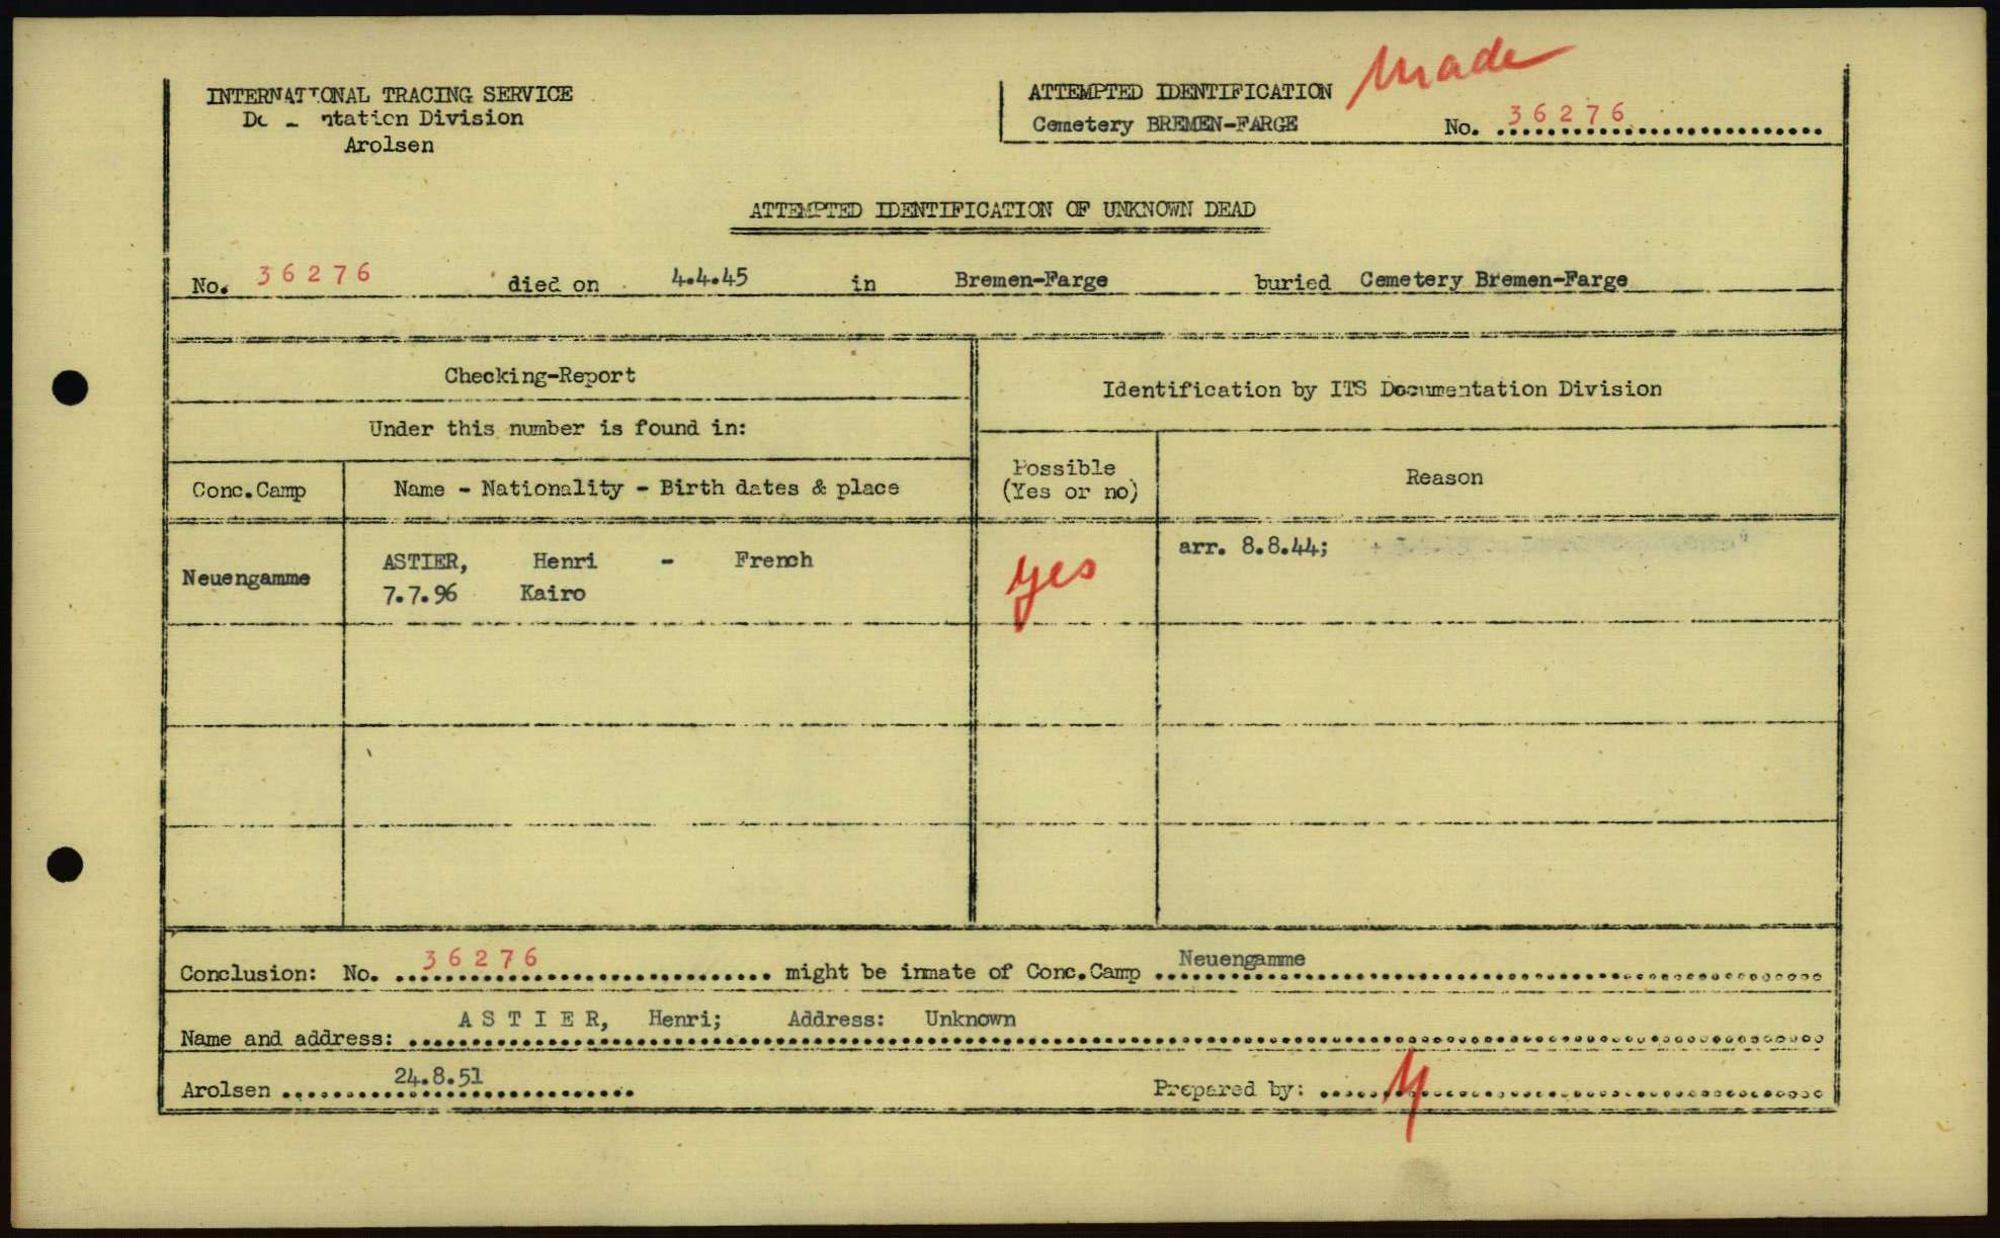 INTERNATIONAL TRACING SERVICE
Division
Arolsen
ATTEMPTED IDENTIFICATION made
Cemetery BREMEN-FARGE No. 36276
ATTEMPTED IDENTIFICATION OF UNKNOWN DEAD
No. 36276 died on 4.4.45 in Bremen-Farge buried Cemetery Bremen-Farge
Checking-Report
Under this number is found in:
Identification by ITS Documentation Division
Conc.Camp Name - Nationality - Birth dates & place
Possible
(Yes or no)
Reason
Neuengamme
ASTIER, Henri - French
7.7.96 Kairo
yes
arr. 8.8.44;
Conclusion: No. 36276 might be inmate of Conc.Camp Neuengamme
Name and address: A S T I E R, Henri; Address: Unknown
Arolsen 24.8.51 Prepared by: